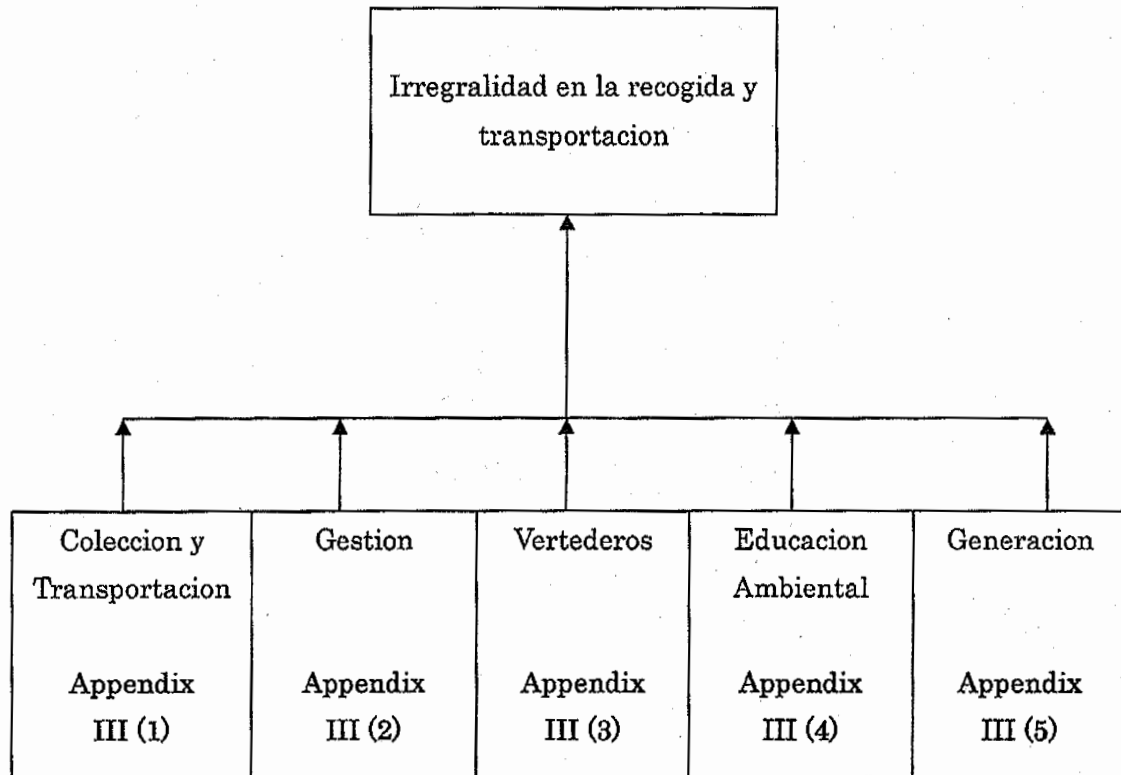 Irregralidad en la recogida y
transportacion
Coleccion y
Transportacion
Appendix
III (1)
Gestion
Appendix
III (2)
Vertederos
Appendix
III (3)
Educacion
Ambiental
Appendix
III (4)
Generacion
Appendix
III (5)